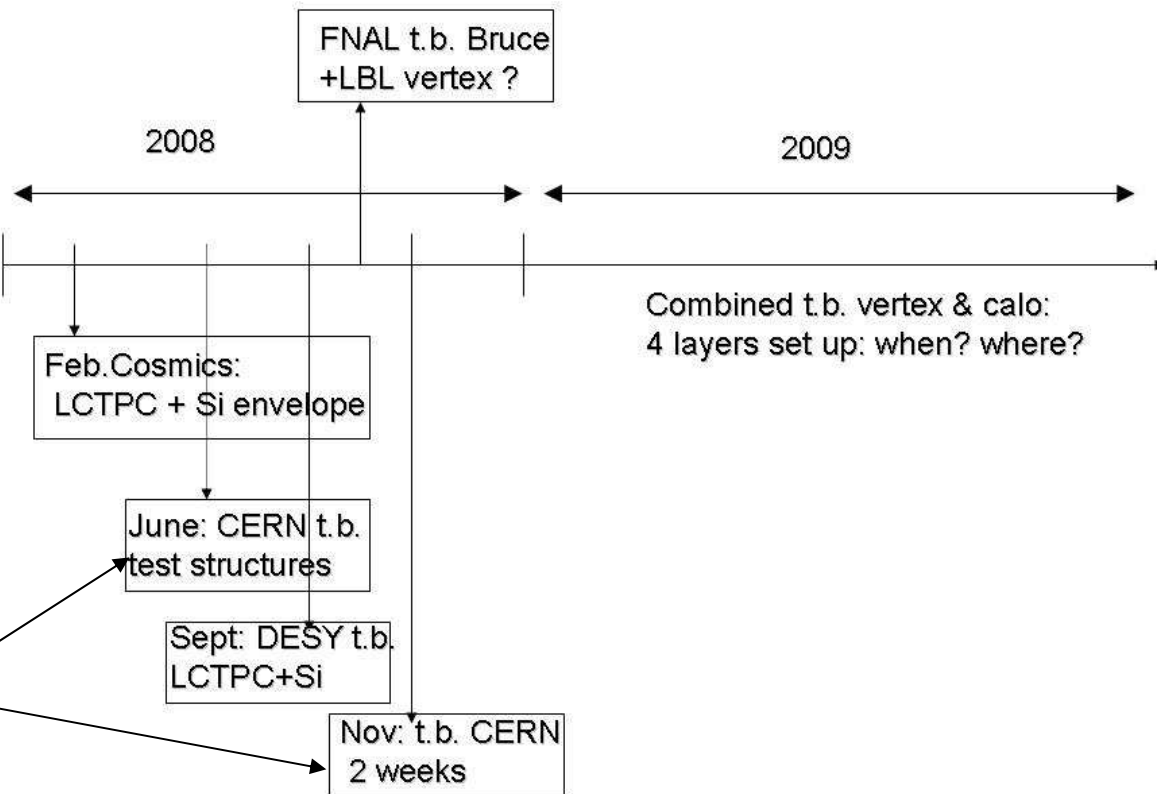 FNAL t.b. Bruce
+LBL vertex ?
2008
2009
Combined t.b. vertex & calo:
4 layers set up: when? where?
Feb.Cosmics:
LCTPC + Si envelope
June: CERN t.b.
test structures
Sept: DESY t.b.
LCTPC+Si
Nov: t.b. CERN
2 weeks